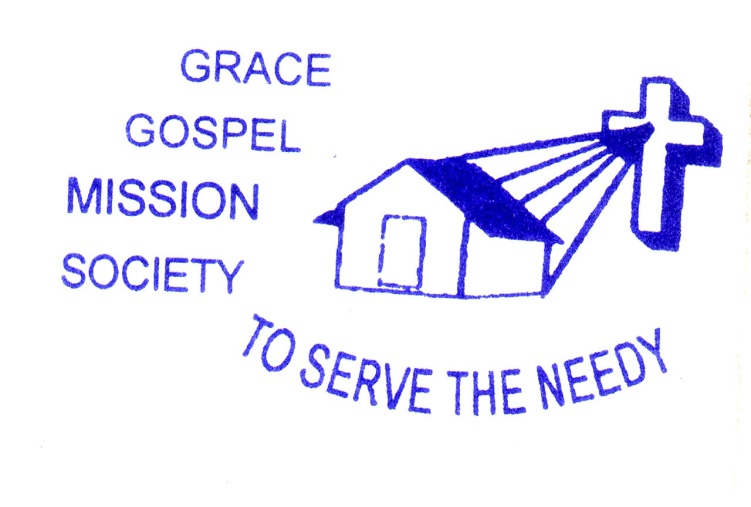 GRACE
GOSPEL
MISSION
SOCIETY
TO SERVE THE NEEDY